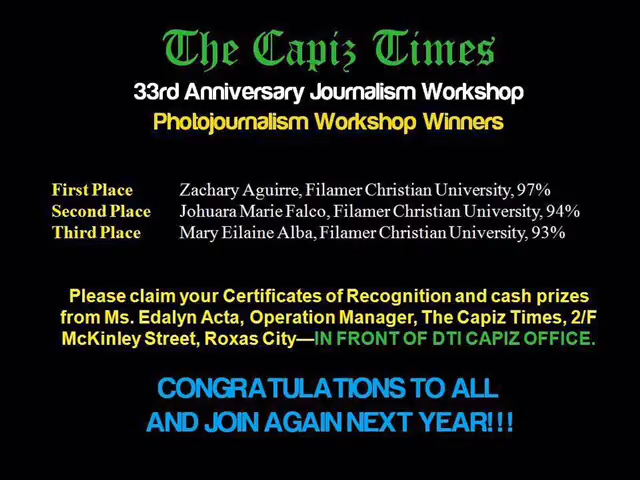 The Capiz Times
33rd Anniversary Journalism Workshop
Photojournalism Workshop Winners
First Place Zachary Aguirre, Filamer Christian University, 97%
Second Place Johuara Marie Falco, Filamer Christian University, 94%
Third Place Mary Eilaine Alba, Filamer Christian University, 93%
Please claim your Certificates of Recognition and cash prizes
from Ms. Edalyn Acta, Operation Manager, The Capiz Times, 2/F
McKinley Street, Roxas City—IN FRONT OF DTI CAPIZ OFFICE.
CONGRATULATIONS TO ALL
AND JOIN AGAIN NEXT YEAR!!!